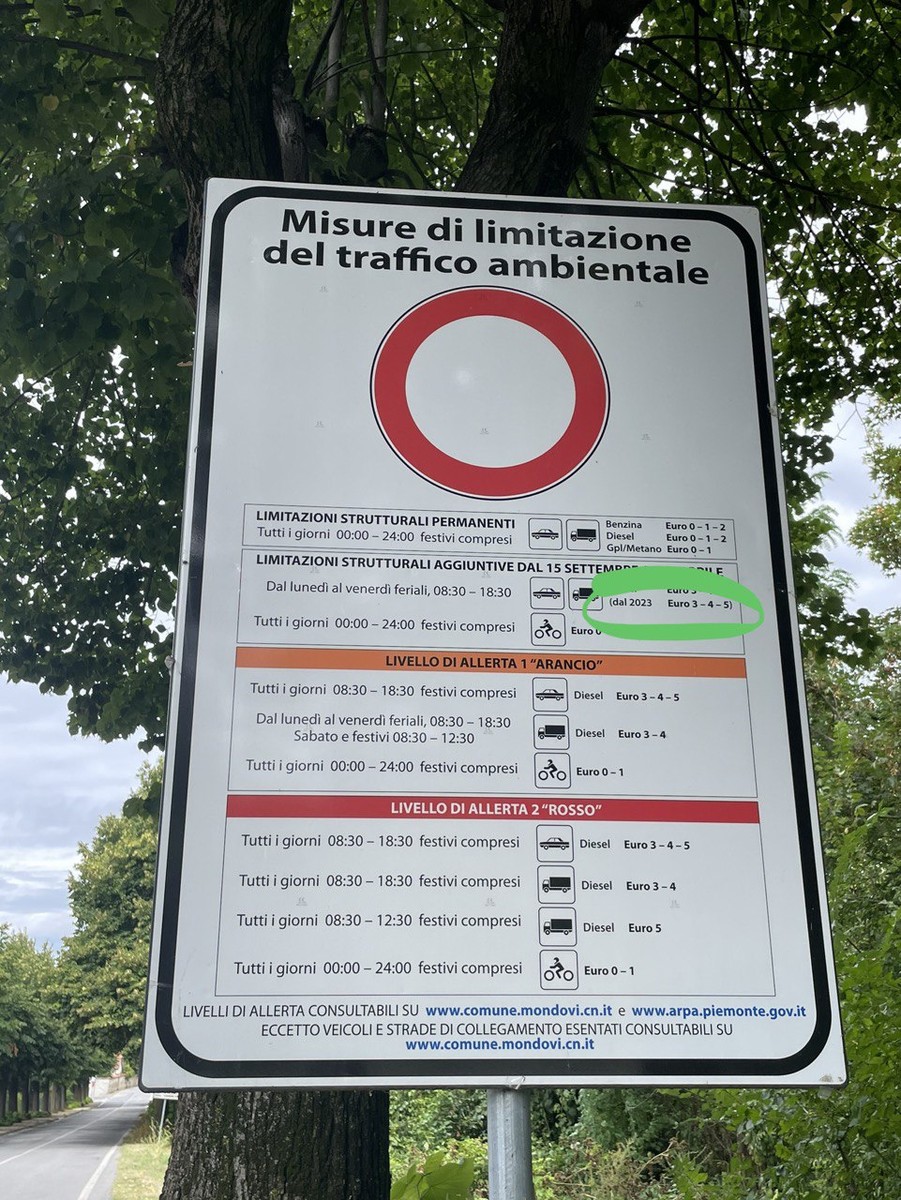 Misure di limitazione
del traffico ambientale
LIMITAZIONI STRUTTURALI PERMANENTI
Tutti i giorni 00:00 – 24:00 festivi compresi
Benzina Euro 0 – 1 – 2
Diesel Euro 0 – 1 – 2
Gpl/Metano Euro 0 – 1
LIMITAZIONI STRUTTURALI AGGIUNTIVE DAL 15 SETTEMBRE
Dal lunedì al venerdì feriali, 08:30 – 18:30
(dal 2023 Euro 3 – 4 – 5)
Tutti i giorni 00:00 – 24:00 festivi compresi
Euro 0
LIVELLO DI ALLERTA 1 “ARANCIO”
Tutti i giorni 08:30 – 18:30 festivi compresi Diesel Euro 3 – 4 – 5
Dal lunedì al venerdì feriali, 08:30 – 18:30
Sabato e festivi 08:30 – 12:30
Diesel Euro 3 – 4
Tutti i giorni 00:00 – 24:00 festivi compresi Euro 0 – 1
LIVELLO DI ALLERTA 2 “ROSSO”
Tutti i giorni 08:30 – 18:30 festivi compresi Diesel Euro 3 – 4 – 5
Tutti i giorni 08:30 – 18:30 festivi compresi Diesel Euro 3 – 4
Tutti i giorni 08:30 – 12:30 festivi compresi Diesel Euro 5
Tutti i giorni 00:00 – 24:00 festivi compresi Euro 0 – 1
LIVELLI DI ALLERTA CONSULTABILI SU www.comune.mondovi.cn.it e www.arpa.piemonte.gov.it
ECCETTO VEICOLI E STRADE DI COLLEGAMENTO ESENTATI CONSULTABILI SU
www.comune.mondovi.cn.it